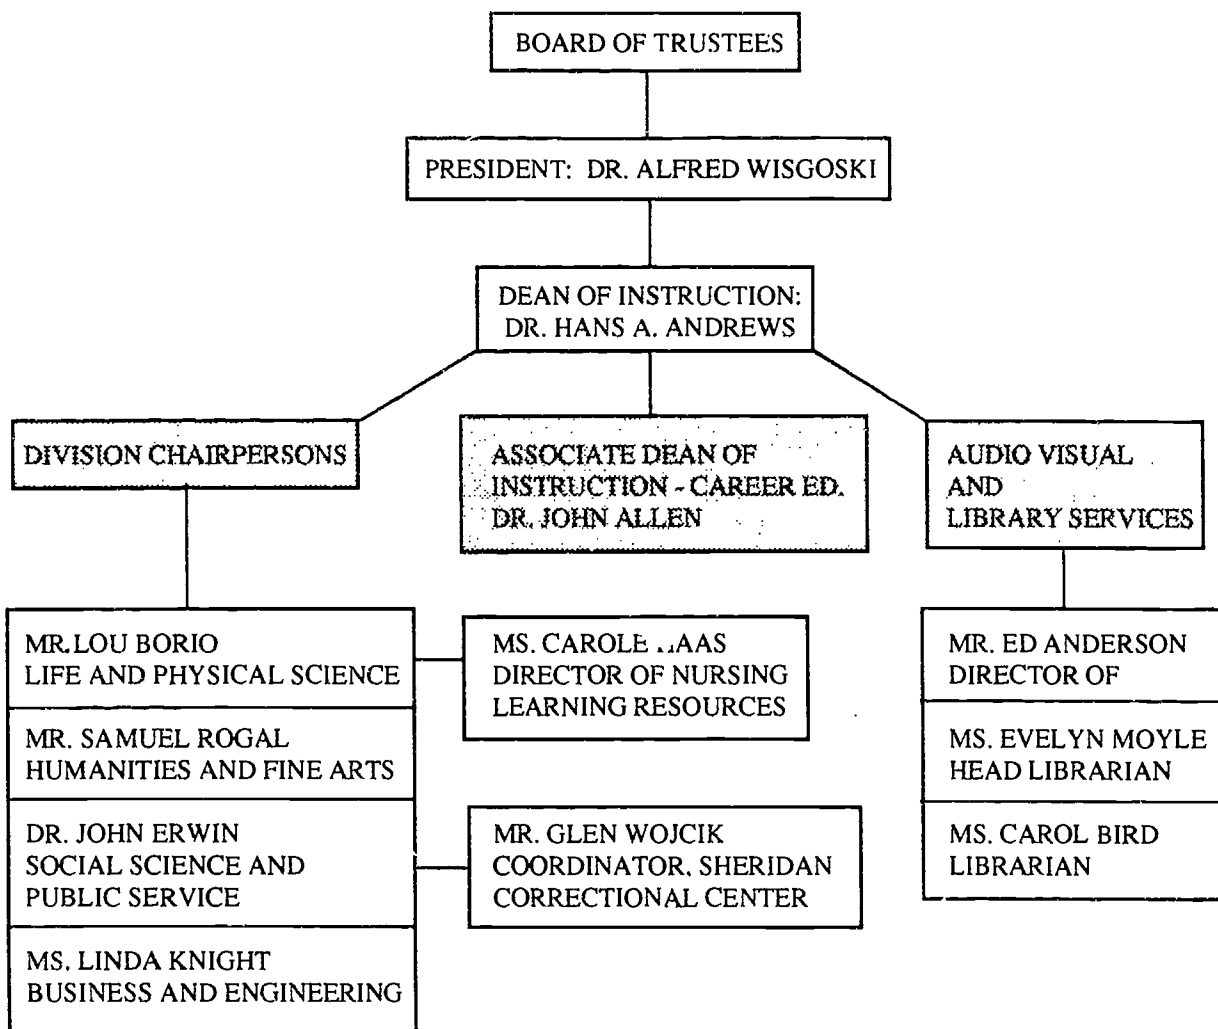 BOARD OF TRUSTEES
PRESIDENT: DR. ALFRED WISGOSKI
DEAN OF INSTRUCTION:
DR. HANS A. ANDREWS
DIVISION CHAIRPERSONS
ASSOCIATE DEAN OF
INSTRUCTION - CAREER ED.
DR. JOHN ALLEN
AUDIO VISUAL
AND
LIBRARY SERVICES
MR. LOU BORIO
LIFE AND PHYSICAL SCIENCE
MS. CAROLE
DIRECTOR OF NURSING
LEARNING RESOURCES
MR. ED ANDERSON
DIRECTOR OF
MR. SAMUEL ROGAL
HUMANITIES AND FINE ARTS
MS. EVELYN MOYLE
HEAD LIBRARIAN
DR. JOHN ERWIN
SOCIAL SCIENCE AND
PUBLIC SERVICE
MR. GLEN WOJCIK
COORDINATOR, SHERIDAN
CORRECTIONAL CENTER
MS. CAROL BIRD
LIBRARIAN
MS. LINDA KNIGHT
BUSINESS AND ENGINEERING